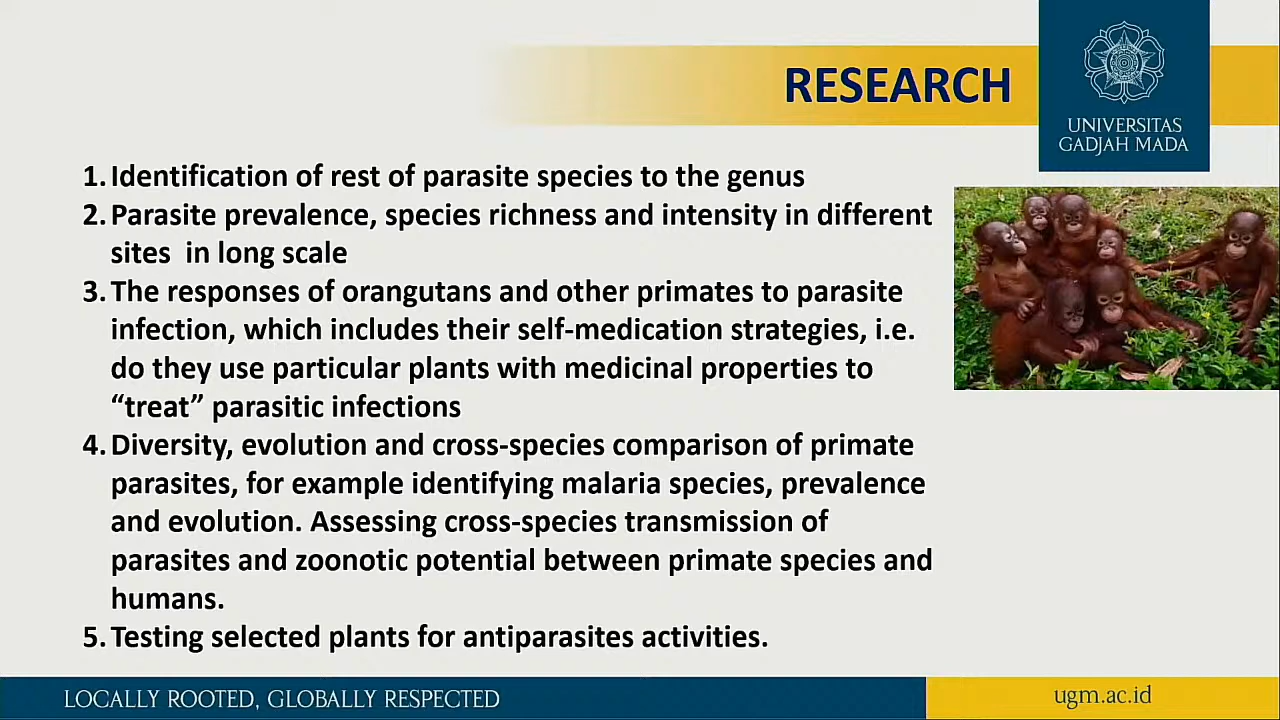 RESEARCH
UNIVERSITAS
GADJAH MADA
1. Identification of rest of parasite species to the genus
2. Parasite prevalence, species richness and intensity in different
sites  in long scale
3. The responses of orangutans and other primates to parasite
infection, which includes their self-medication strategies, i.e.
do they use particular plants with medicinal properties to
“treat” parasitic infections
4. Diversity, evolution and cross-species comparison of primate
parasites, for example identifying malaria species, prevalence
and evolution. Assessing cross-species transmission of
parasites and zoonotic potential between primate species and
humans.
5. Testing selected plants for antiparasites activities.
LOCALLY ROOTED, GLOBALLY RESPECTED
ugm.ac.id